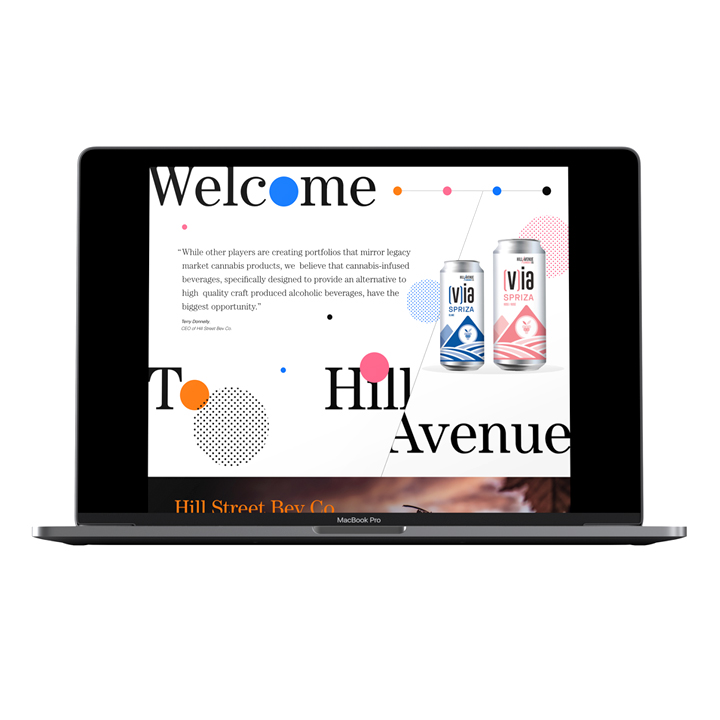 Welcome
“While other players are creating portfolios that mirror legacy
market cannabis products, we believe that cannabis-infused
beverages, specifically designed to provide an alternative to
high quality craft produced alcoholic beverages, have the
biggest opportunity.”
Terry Donnelly
CEO of Hill Street Bev Co
(v)ia
SPRIZA
HILL AVENUE
(v)ia
SPRIZA
To
Hill
Avenue
Hill Street Bev Co
MacBook Pro